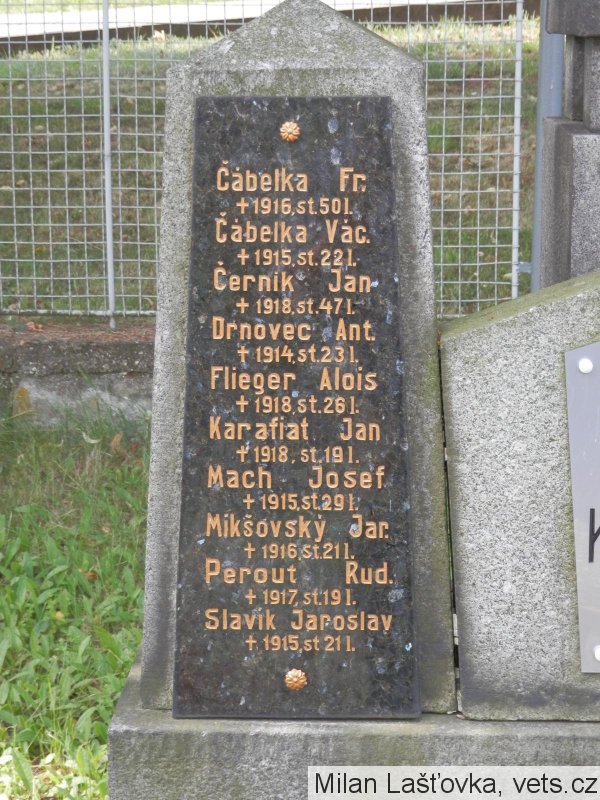 Čábelka Fr.
+ 1916, st. 50 l.
Čábelka Vác.
+ 1915, st. 22 l.
Černík Jan
+ 1918, st. 47 l.
Drnovec Ant.
+ 1914, st. 23 l.
Flieger Alois
+ 1918, st. 26 l.
Karafiat Jan
+ 1918, st. 19 l.
Mach Josef
+ 1915, st. 29 l.
Mikšovský Jar.
+ 1916 st. 21 l.
Perout Rud.
+ 1917, st. 19 l.
Slavík Jaroslav
+ 1915, st 21 l.
K
Milan Lašťovka, vets.cz